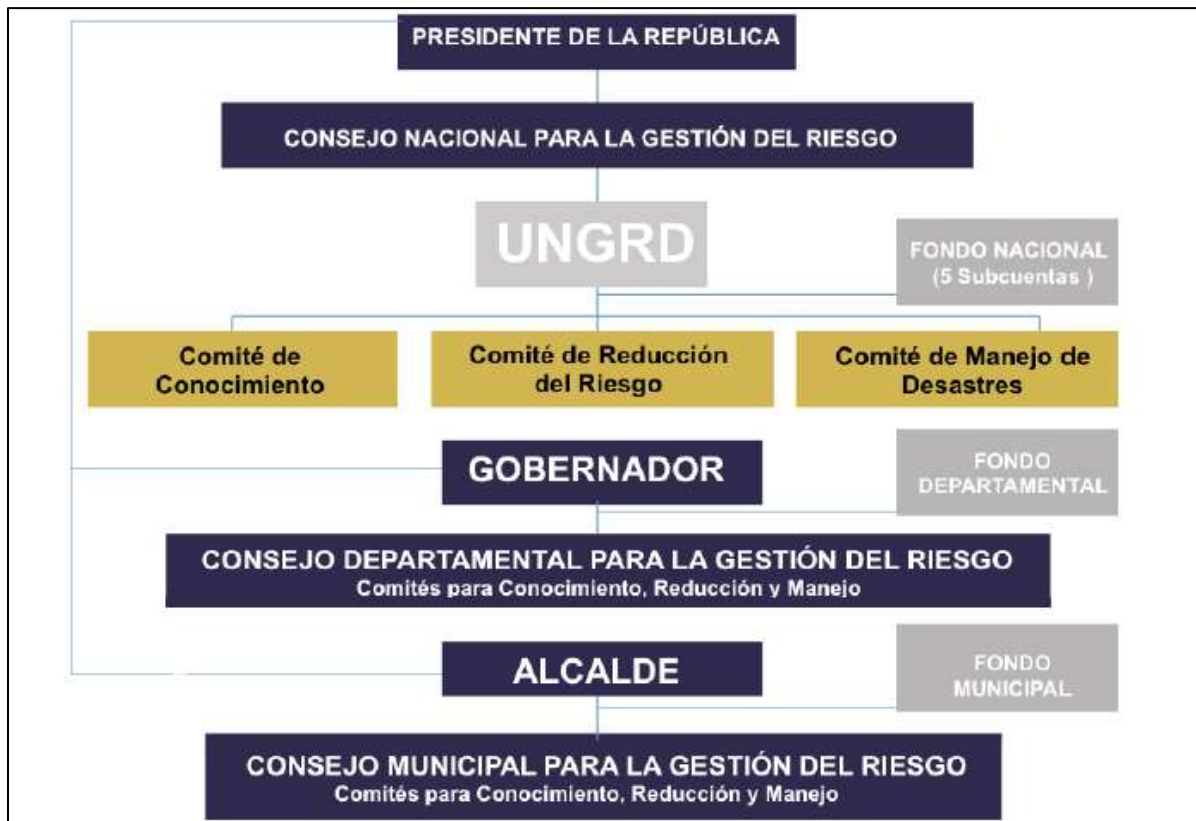 PRESIDENTE DE LA REPÚBLICA
CONSEJO NACIONAL PARA LA GESTIÓN DEL RIESGO
UNGRD
FONDO NACIONAL
(5 Subcuentas )
Comité de
Conocimiento
Comité de Reducción
del Riesgo
Comité de Manejo de
Desastres
GOBERNADOR
FONDO
DEPARTAMENTAL
CONSEJO DEPARTAMENTAL PARA LA GESTIÓN DEL RIESGO
Comités para Conocimiento, Reducción y Manejo
ALCALDE
FONDO
MUNICIPAL
CONSEJO MUNICIPAL PARA LA GESTIÓN DEL RIESGO
Comités para Conocimiento, Reducción y Manejo